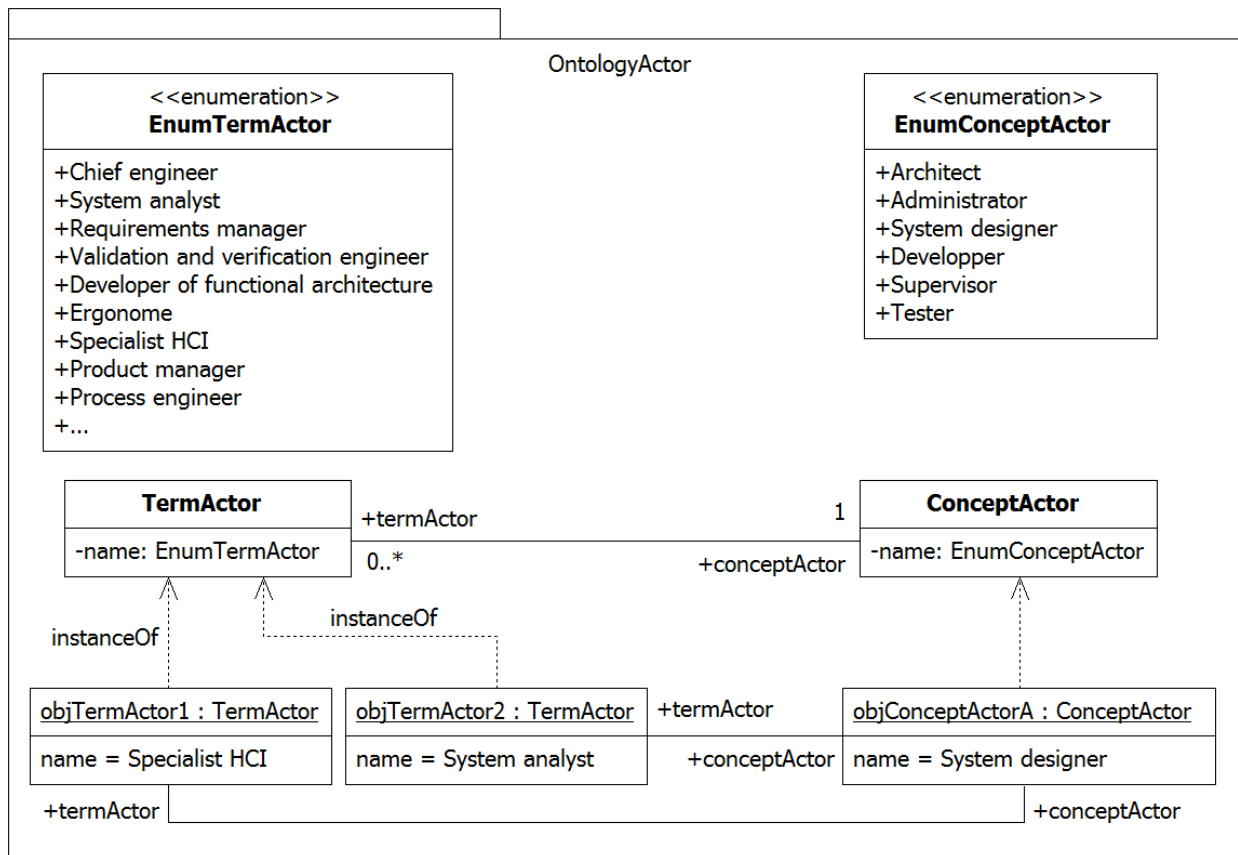 OntologyActor
<<enumeration>>
EnumTermActor
+Chief engineer
+System analyst
+Requirements manager
+Validation and verification engineer
+Developer of functional architecture
+Ergonome
+Specialist HCI
+Product manager
+Process engineer
+...
<<enumeration>>
EnumConceptActor
+Architect
+Administrator
+System designer
+Developper
+Supervisor
+Tester
TermActor
-name: EnumTermActor
+termActor
0..*
1
+conceptActor
ConceptActor
-name: EnumConceptActor
instanceOf
instanceOf
objTermActor1 : TermActor
name = Specialist HCI
objTermActor2 : TermActor
name = System analyst
+termActor
+conceptActor
objConceptActorA : ConceptActor
name = System designer
+termActor
+conceptActor